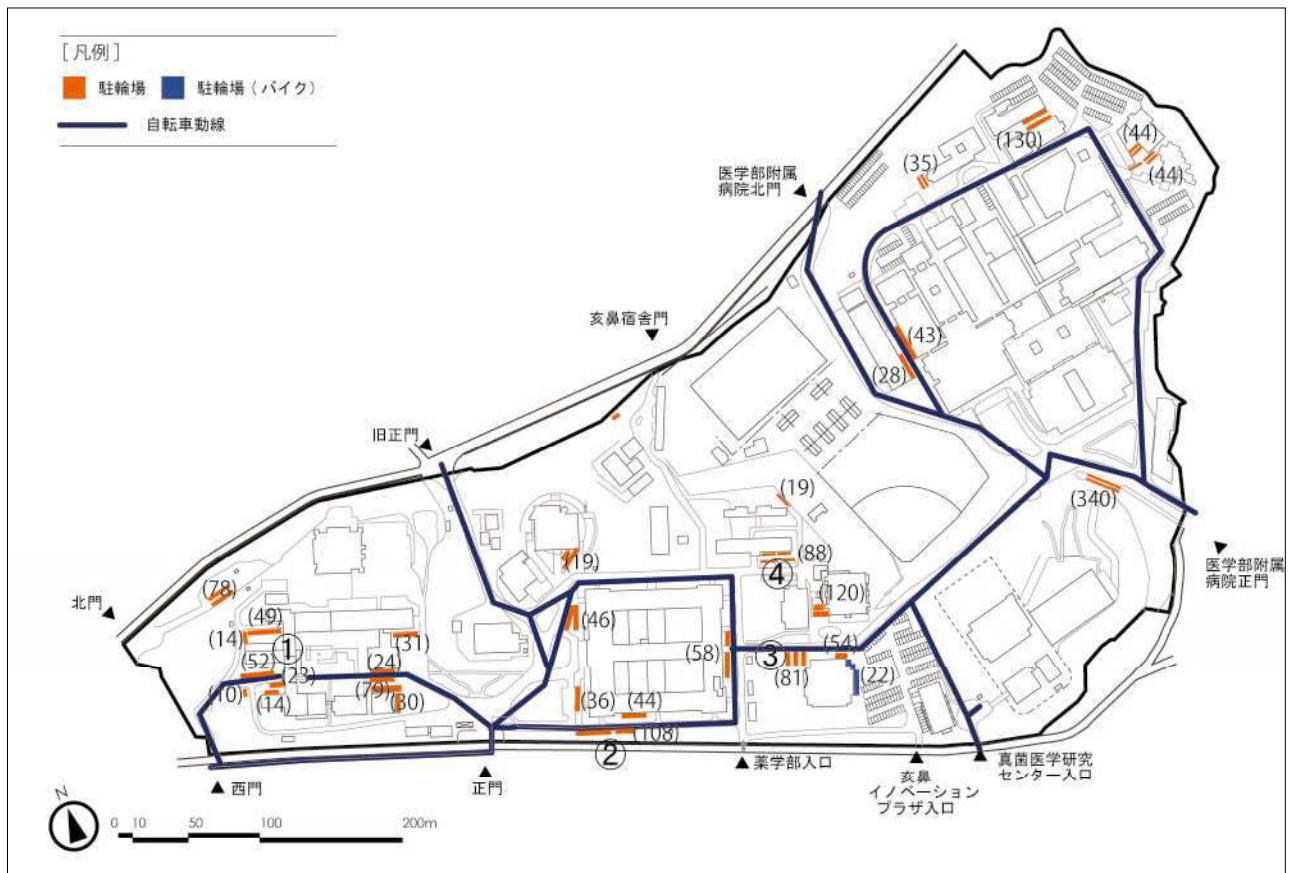 [凡例]
駐輪場
駐輪場(バイク)
自転車動線
(130)
(44)
(44)
(35)
医学部附属
病院北門
亥鼻宿舎門
(43)
(28)
旧正門
(340)
医学部附属
病院正門
(19)
(19)
(88)
④
(120)
(78)
北門
(49)
(14)
(31)
①
(46)
(58)
③
(54)
(52)
(23)
(24)
(81)
(22)
(10)
(14)
(79)
(30)
(36)
(44)
(108)
②
西門
正門
薬学部入口
亥鼻
イノベーション
プラザ入口
真菌医学研究
センター入口
N
0 10 50 100 200m